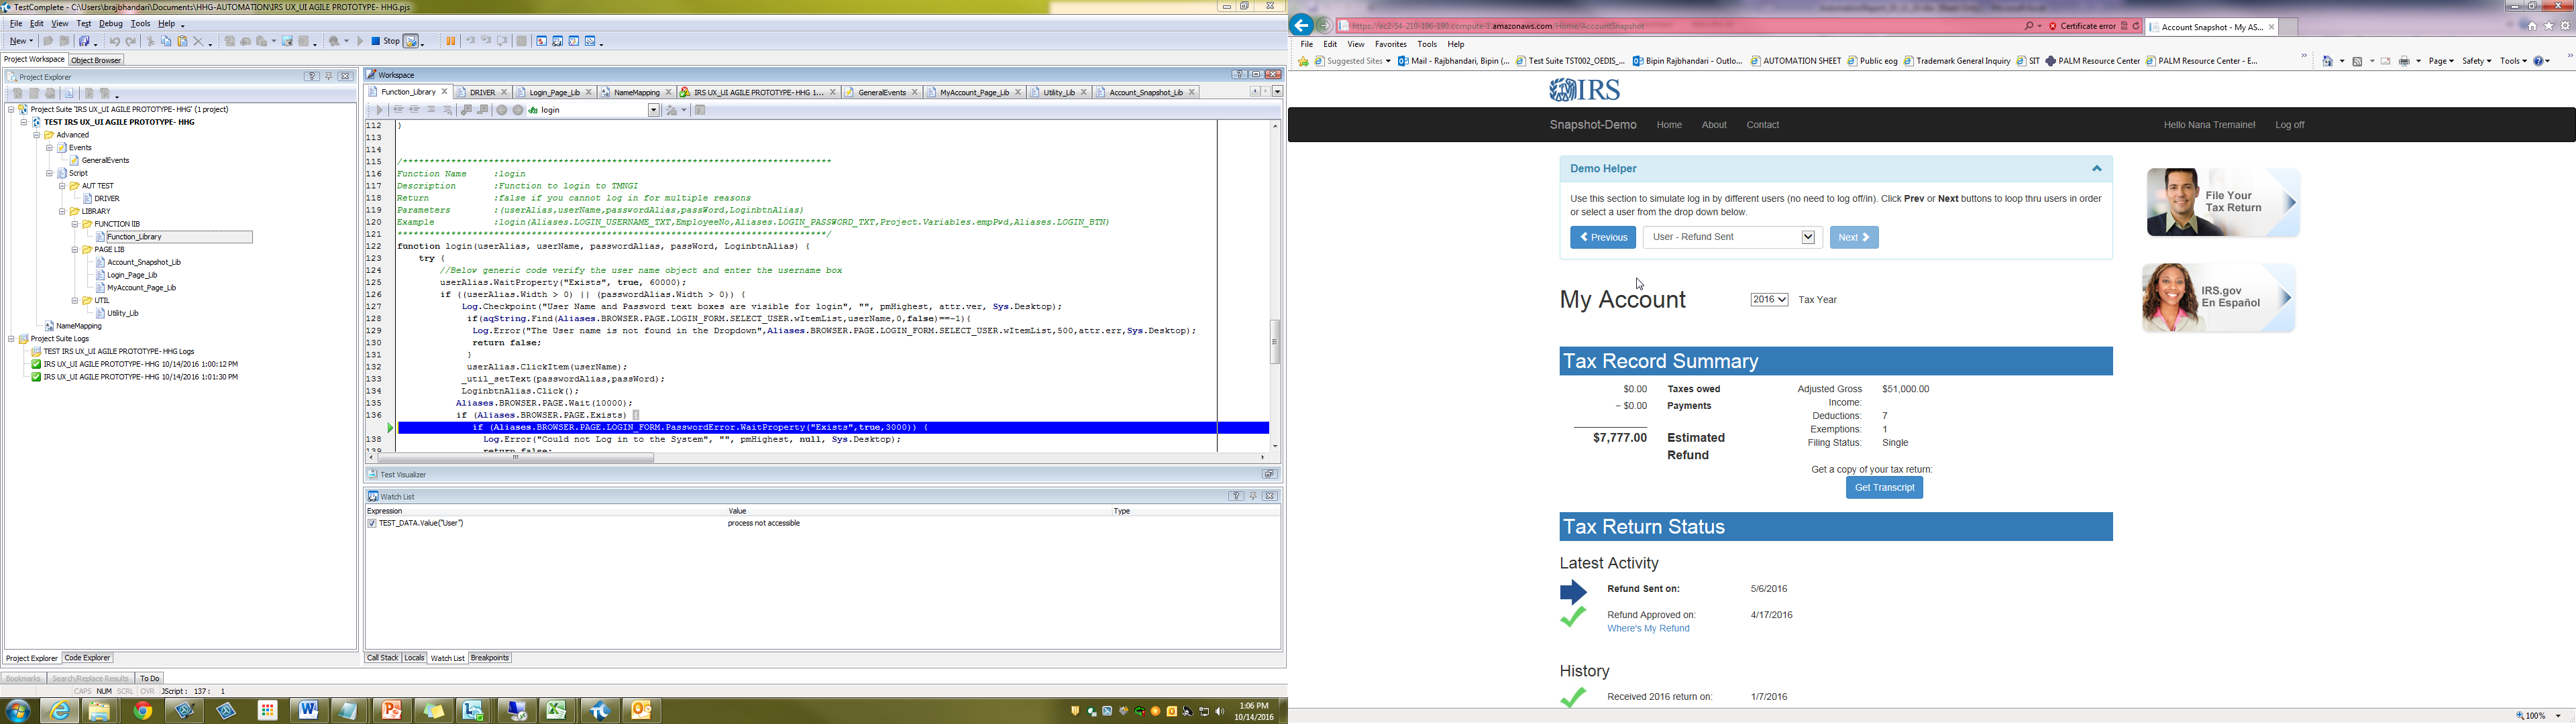 TestComplete - C:\Users\brajbhandari\Documents\HHG-AUTOMATION\IRS UX_UI AGILE PROTOTYPE- HHG.pjs
File Edit View Test Debug Tools Help
New Stop
Project Workspace Object Browser
Project Explorer
Project Suite 'IRS UX_UI AGILE PROTOTYPE-HHG' (1 project)
TEST IRS UX_UI AGILE PROTOTYPE- HHG
Advanced
Events
GeneralEvents
Script
AUT TEST
DRIVER
LIBRARY
FUNCTION lIB
Function_Library
PAGE LIB
Account_Snapshot_Lib
Login_Page_Lib
MyAccount_Page_Lib
UTIL
Utility_Lib
NameMapping
Project Suite Logs
TEST IRS UX_UI AGILE PROTOTYPE- HHG Logs
IRS UX_UI AGILE PROTOTYPE- HHG 10/14/2016 1:00:12 PM
IRS UX_UI AGILE PROTOTYPE- HHG 10/14/2016 1:01:30 PM
Project Explorer Code Explorer
Workspace
Function_Library DRIVER Login_Page_Lib NameMapping IRS UX_UI AGILE PROTOTYPE- HHG 1... GeneralEvents MyAccount_Page_Lib Utility_Lib Account_Snapshot_Lib
login
112 }
113
114
115 /********************************************************************************
116 Function Name :login
117 Description :Function to login to TMNGI
118 Return :false if you cannot log in for multiple reasons
119 Parameters :(userAlias,userName,passwordAlias,passWord,LoginbtnAlias)
120 Example :login(Aliases.LOGIN_USERNAME_TXT,EmployeeNo,Aliases.LOGIN_PASSWORD_TXT,Project.Variables.empPwd,Aliases.LOGIN_BTN)
121 ********************************************************************************/
122 function login(userAlias, userName, passwordAlias, passWord, LoginbtnAlias) {
123 try {
124 //Below generic code verify the user name object and enter the username box
125 userAlias.WaitProperty("Exists", true, 60000);
126 if ((userAlias.Width > 0) || (passwordAlias.Width > 0)) {
127 Log.Checkpoint("User Name and Password text boxes are visible for login", "", pmHighest, attr.ver, Sys.Desktop);
128 if(aqString.Find(Aliases.BROWSER.PAGE.LOGIN_FORM.SELECT_USER.wItemList,userName,0,false)==-1){
129 Log.Error("The User name is not found in the Dropdown",Aliases.BROWSER.PAGE.LOGIN_FORM.SELECT_USER.wItemList,500,attr.err,Sys.Desktop);
130 return false;
131 }
132 userAlias.ClickItem(userName);
133 _util_setText(passwordAlias,passWord);
134 LoginbtnAlias.Click();
135 Aliases.BROWSER.PAGE.Wait(10000);
136 if (Aliases.BROWSER.PAGE.Exists) {
if (Aliases.BROWSER.PAGE.LOGIN_FORM.PasswordError.WaitProperty("Exists",true,3000)) {
138 Log.Error("Could not Log in to the System", "", pmHighest, null, Sys.Desktop);
139 return false;
Test Visualizer
Watch List
Expression Value Type
TEST_DATA.Value("User") process not accessible
Call Stack Locals Watch List Breakpoints
Bookmarks Search/Replace Results To Do
CAPS NUM SCRL OVR JScript : 137 : 1
1:06 PM
10/14/2016
https://ec2-54-210-196-190.compute-1.amazonaws.com/Home/AccountSnapshot
Certificate error
Account Snapshot - My AS...
File Edit View Favorites Tools Help
Suggested Sites Mail - Rajbhandari, Bipin (... Test Suite TST002_OEDIS_... Bipin Rajbhandari - Outlo... AUTOMATION SHEET Public eog Trademark General Inquiry SIT PALM Resource Center PALM Resource Center - E...
Page Safety Tools
IRS
Snapshot-Demo Home About Contact Hello Nana Tremaine! Log off
Demo Helper
Use this section to simulate log in by different users (no need to log off/in). Click Prev or Next buttons to loop thru users in order
or select a user from the drop down below.
Previous User - Refund Sent Next
My Account 2016 Tax Year
File Your
Tax Return
IRS.gov
En Español
Tax Record Summary
$0.00 Taxes owed
− $0.00 Payments
$7,777.00 Estimated
Refund
Adjusted Gross $51,000.00
Income:
Deductions: 7
Exemptions: 1
Filing Status: Single
Get a copy of your tax return:
Get Transcript
Tax Return Status
Latest Activity
Refund Sent on: 5/6/2016
Refund Approved on: 4/17/2016
Where's My Refund
History
Received 2016 return on: 1/7/2016
100%